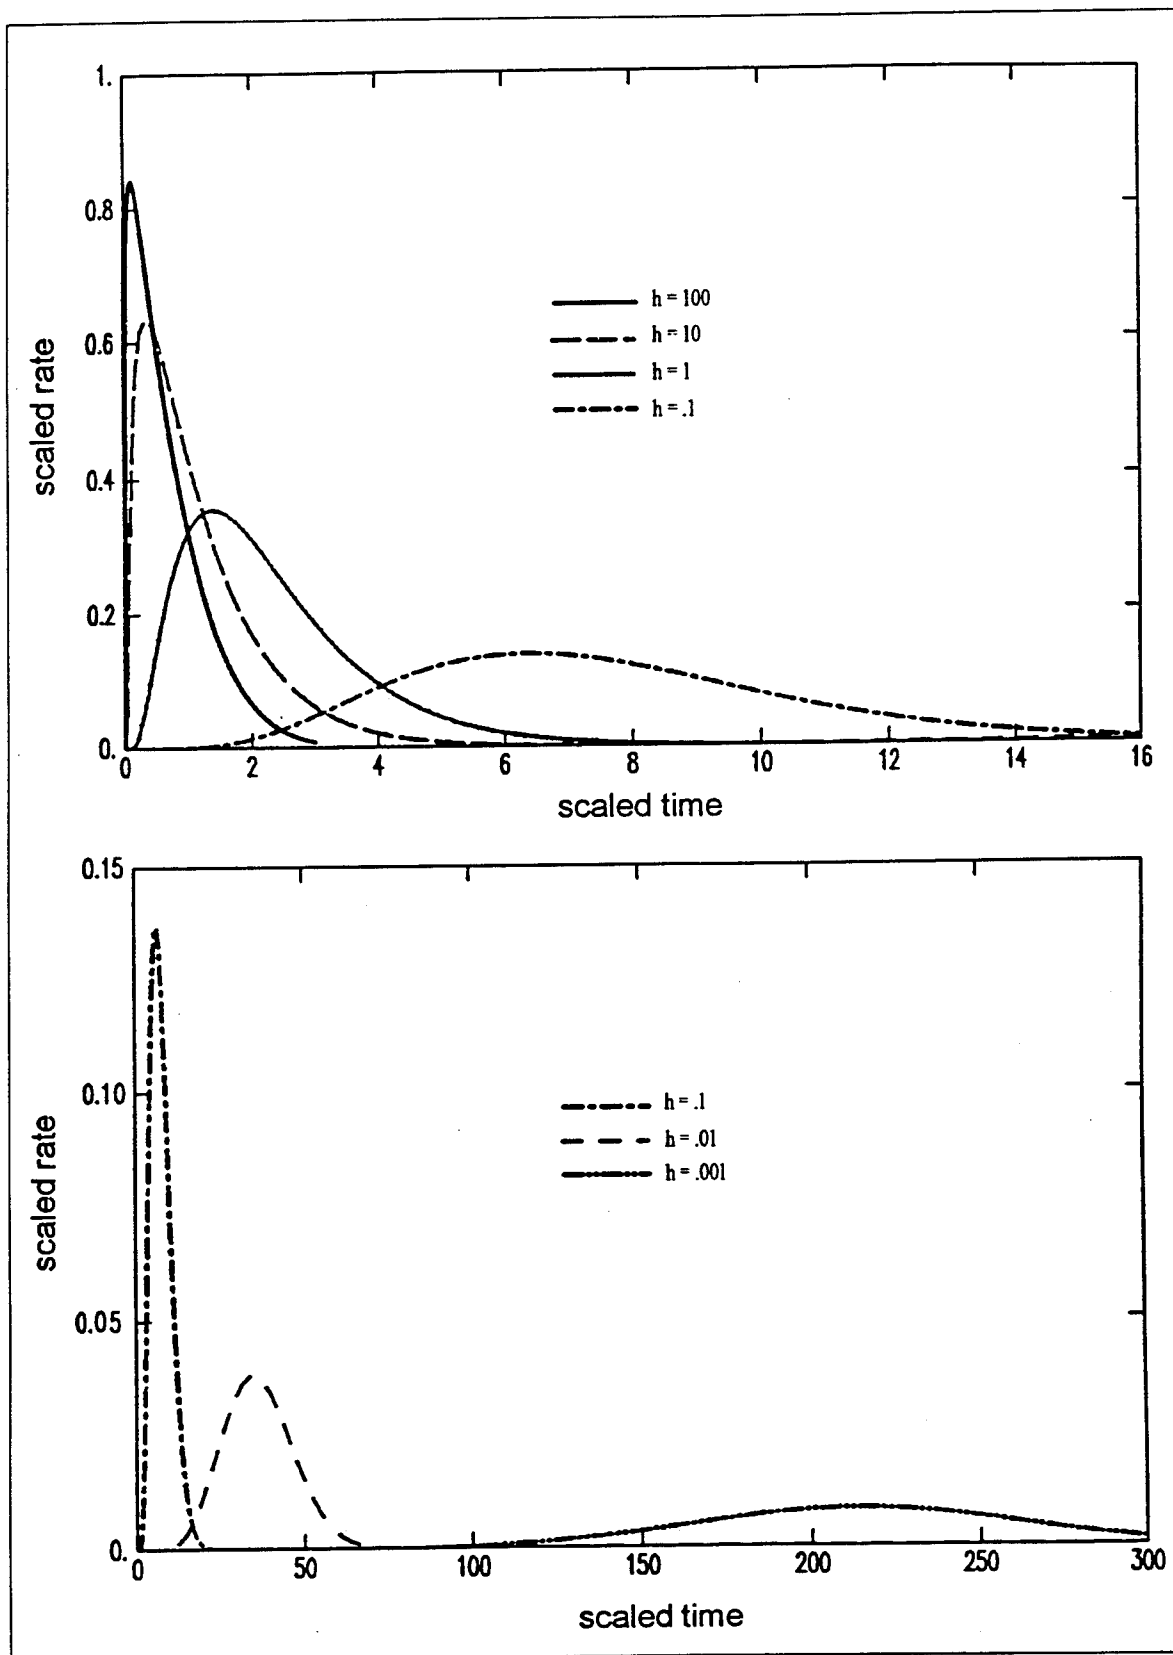 1.
0.8
0.6
0.4
0.2
0.
scaled rate
h = 100
h = 10
h = 1
h = .1
0 2 4 6 8 10 12 14 16
scaled time
0.15
0.10
0.05
0.
scaled rate
h = .1
h = .01
h = .001
0 50 100 150 200 250 300
scaled time